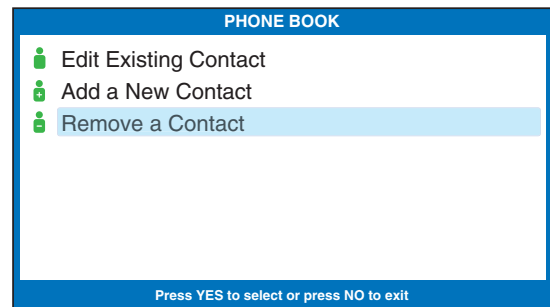 PHONE BOOK
Edit Existing Contact
Add a New Contact
Remove a Contact
Press YES to select or press NO to exit